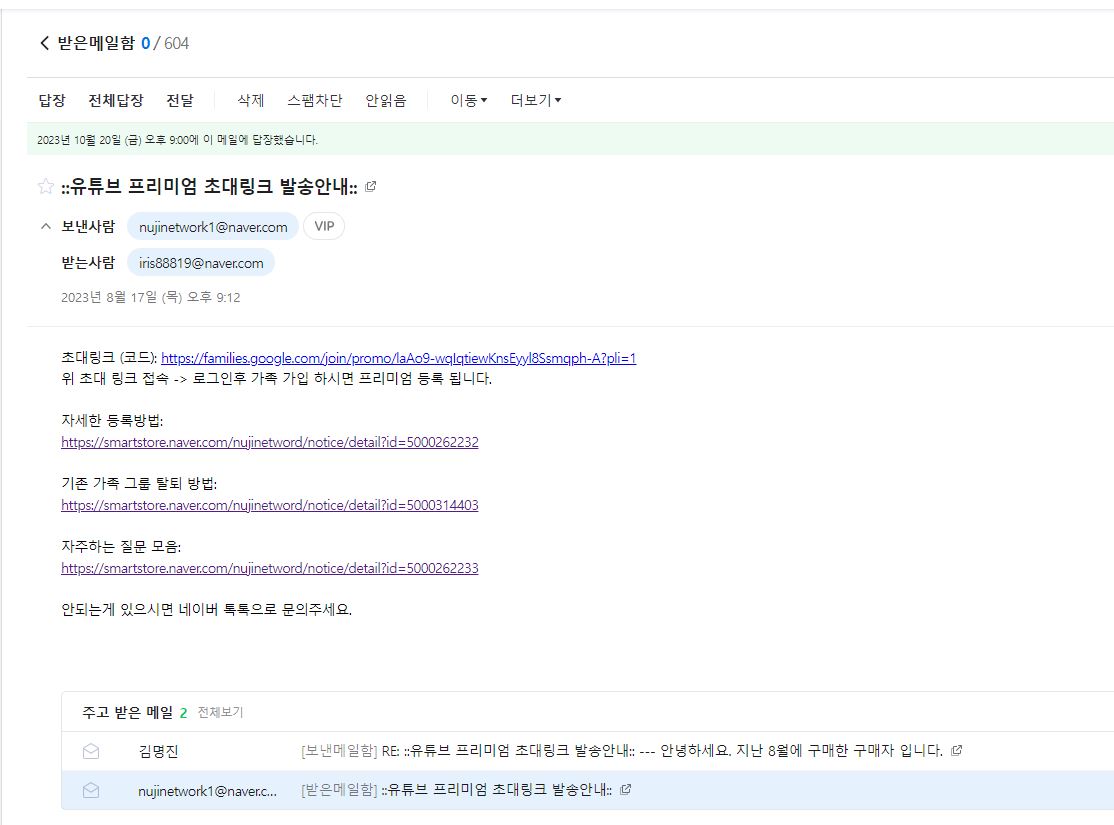 받은메일함 0 / 604
답장 전체답장 전달 삭제 스팸차단 안읽음 이동 더보기
2023년 10월 20일 (금) 오후 9:00에 이 메일에 답장했습니다.
::유튜브 프리미엄 초대링크 발송안내::
보낸사람 nujinetwork1@naver.com VIP
받는사람 iris88819@naver.com
2023년 8월 17일 (목) 오후 9:12
초대링크 (코드): https://families.google.com/join/promo/laAo9-wqIqtiewKnsEyyl8Ssmqph-A?pli=1
위 초대 링크 접속 -> 로그인후 가족 가입 하시면 프리미엄 등록 됩니다.
자세한 등록방법:
https://smartstore.naver.com/nujinetword/notice/detail?id=5000262232
기존 가족 그룹 탈퇴 방법:
https://smartstore.naver.com/nujinetword/notice/detail?id=5000314403
자주하는 질문 모음:
https://smartstore.naver.com/nujinetword/notice/detail?id=5000262233
안되는게 있으시면 네이버 톡톡으로 문의주세요.
주고 받은 메일 2 전체보기
김명진 [보낸메일함] RE: ::유튜브 프리미엄 초대링크 발송안내:: --- 안녕하세요. 지난 8월에 구매한 구매자 입니다.
nujinetwork1@naver.c... [받은메일함] ::유튜브 프리미엄 초대링크 발송안내::